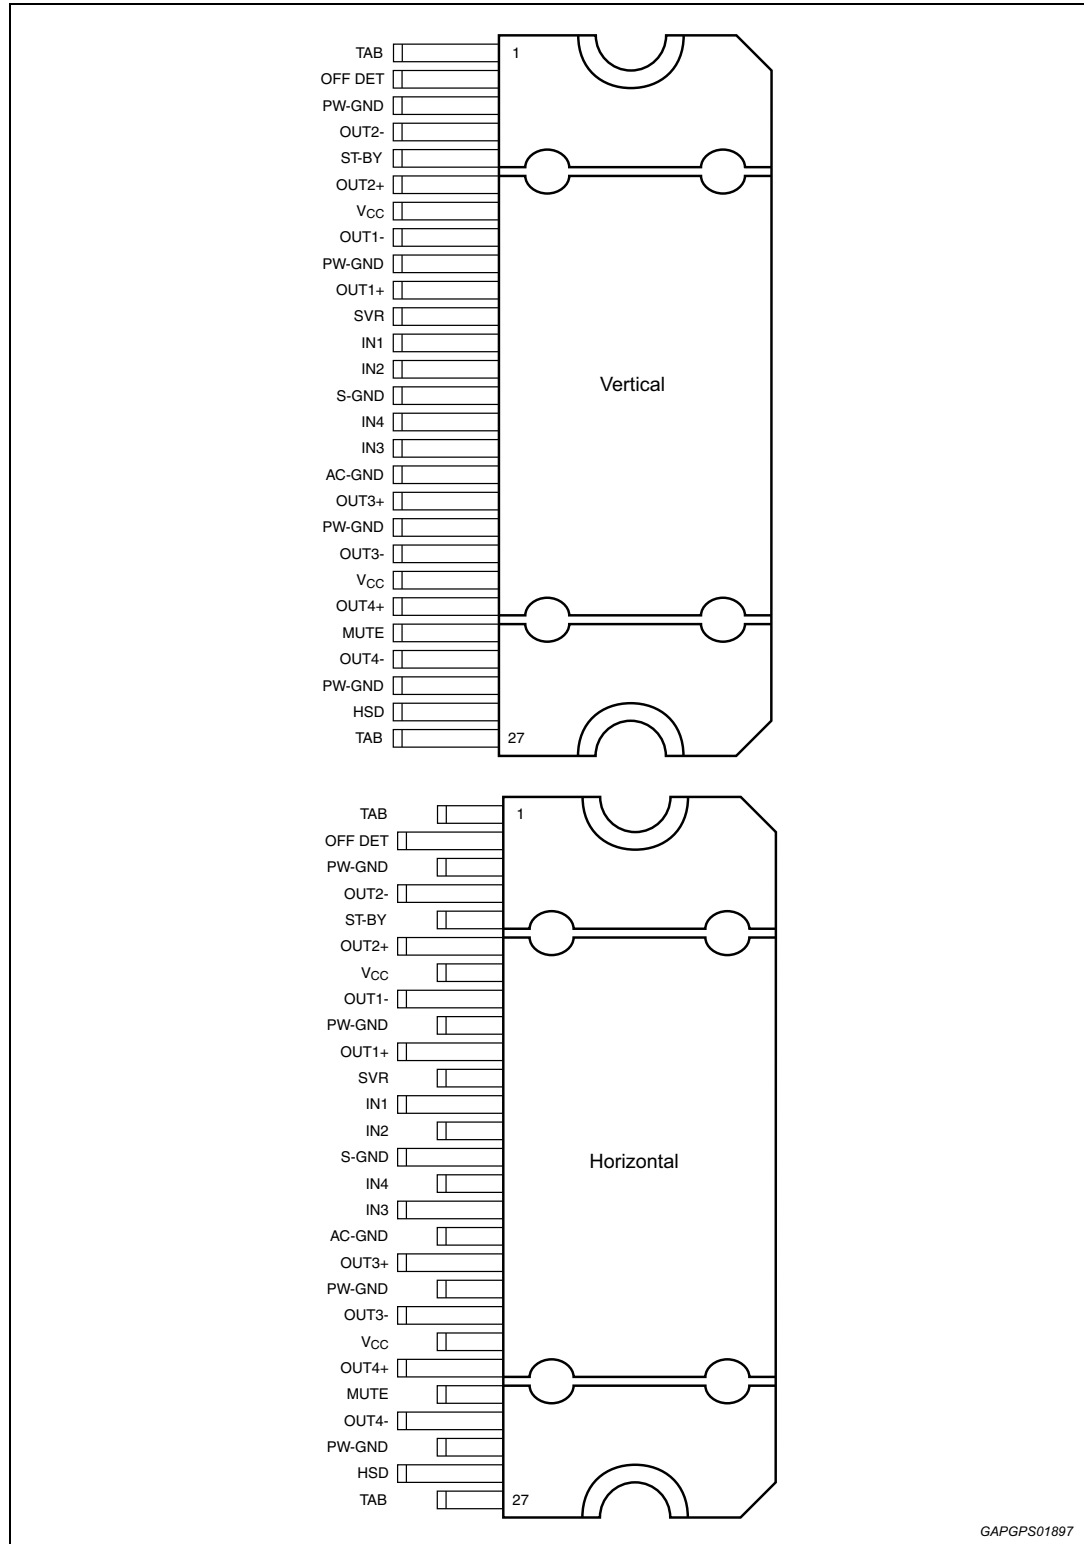 TAB 1
OFF DET
PW-GND
OUT2-
ST-BY
OUT2+
VCC
OUT1-
PW-GND
OUT1+
SVR
IN1
IN2
S-GND
IN4
IN3
AC-GND
OUT3+
PW-GND
OUT3-
VCC
OUT4+
MUTE
OUT4-
PW-GND
HSD
TAB 27
Vertical
TAB 1
OFF DET
PW-GND
OUT2-
ST-BY
OUT2+
VCC
OUT1-
PW-GND
OUT1+
SVR
IN1
IN2
S-GND
IN4
IN3
AC-GND
OUT3+
PW-GND
OUT3-
VCC
OUT4+
MUTE
OUT4-
PW-GND
HSD
TAB 27
Horizontal
GAPGPS01897